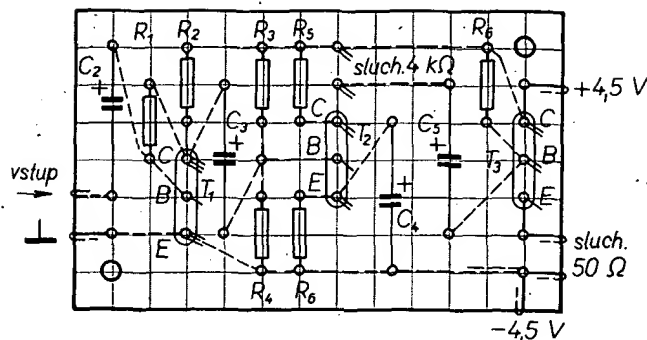 R1 R2 R3 R5 R6
C2 + sluch. 4 kΩ
+4,5 V
C3 + C T2 C5 + C
C B + T3 B
vstup T1
B E C4 E
⊥ E sluch.
50 Ω
R4 R6
-4,5 V